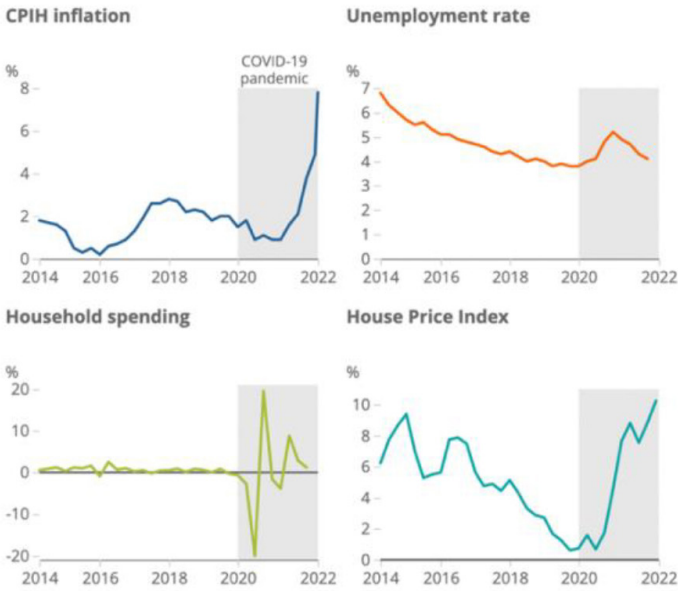 CPIH inflation
%
COVID-19
pandemic
8
6
4
2
0
2014 2016 2018 2020 2022
Unemployment rate
%
7
6
5
4
3
2
1
0
2014 2016 2018 2020 2022
Household spending
%
20
10
0
-10
-20
2014 2016 2018 2020 2022
House Price Index
%
10
8
6
4
2
0
2014 2016 2018 2020 2022